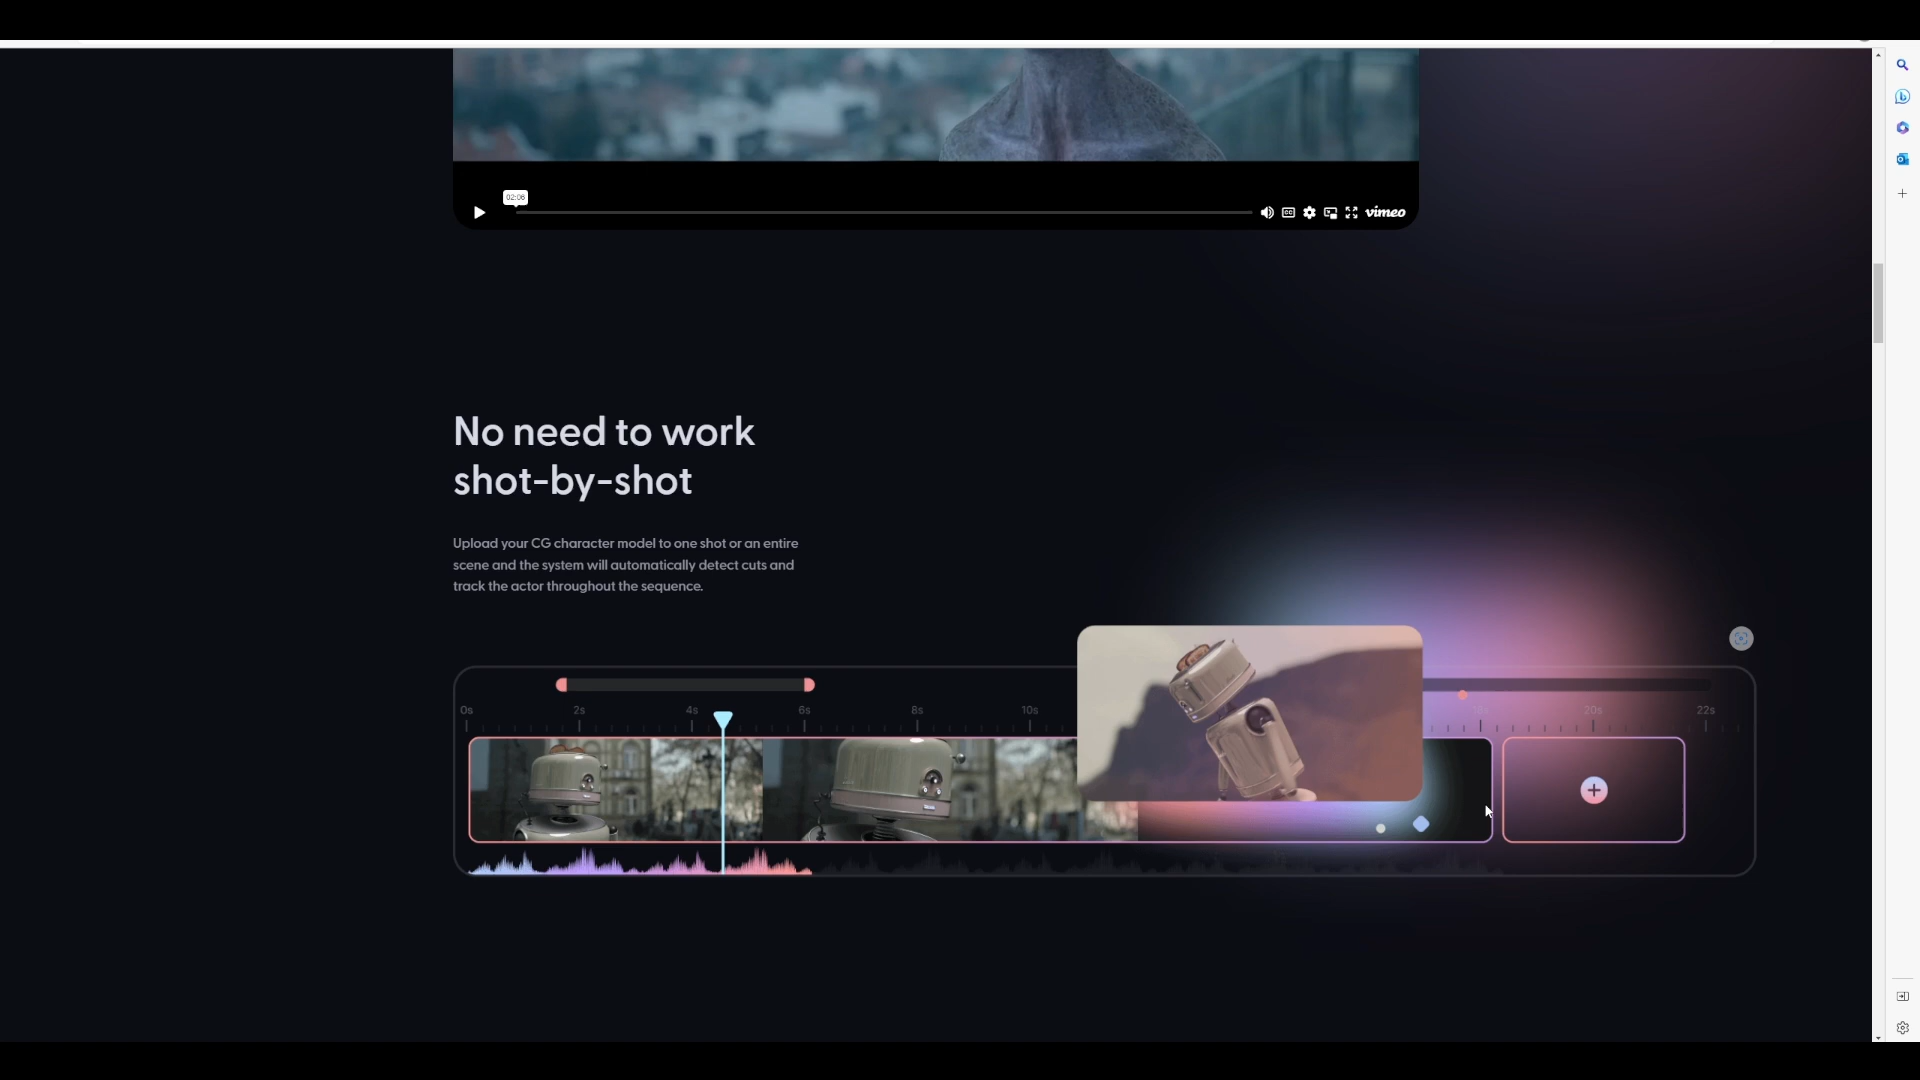 02:06
vimeo
No need to work
shot-by-shot
Upload your CG character model to one shot or an entire
scene and the system will automatically detect cuts and
track the actor throughout the sequence.
0s 2s 4s 6s 8s 10s 18s 20s 22s